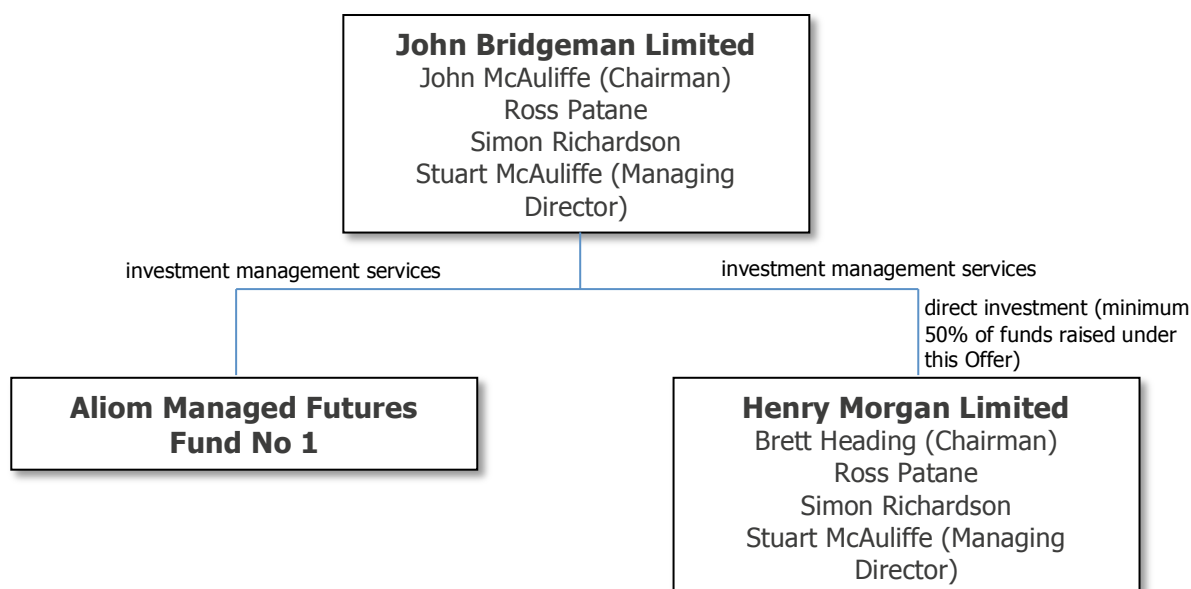 John Bridgeman Limited
John McAuliffe (Chairman)
Ross Patane
Simon Richardson
Stuart McAuliffe (Managing
Director)
investment management services
investment management services
direct investment (minimum
50% of funds raised under
this Offer)
Aliom Managed Futures
Fund No 1
Henry Morgan Limited
Brett Heading (Chairman)
Ross Patane
Simon Richardson
Stuart McAuliffe (Managing
Director)